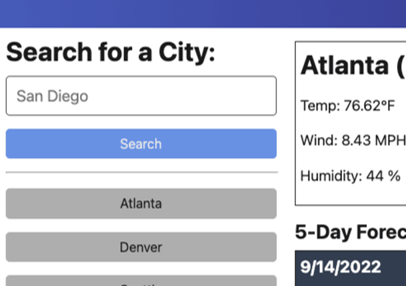 Search for a City:
San Diego
Search
Atlanta
Denver
Atlanta (
Temp: 76.62°F
Wind: 8.43 MPH
Humidity: 44 %
5-Day Forec
9/14/2022